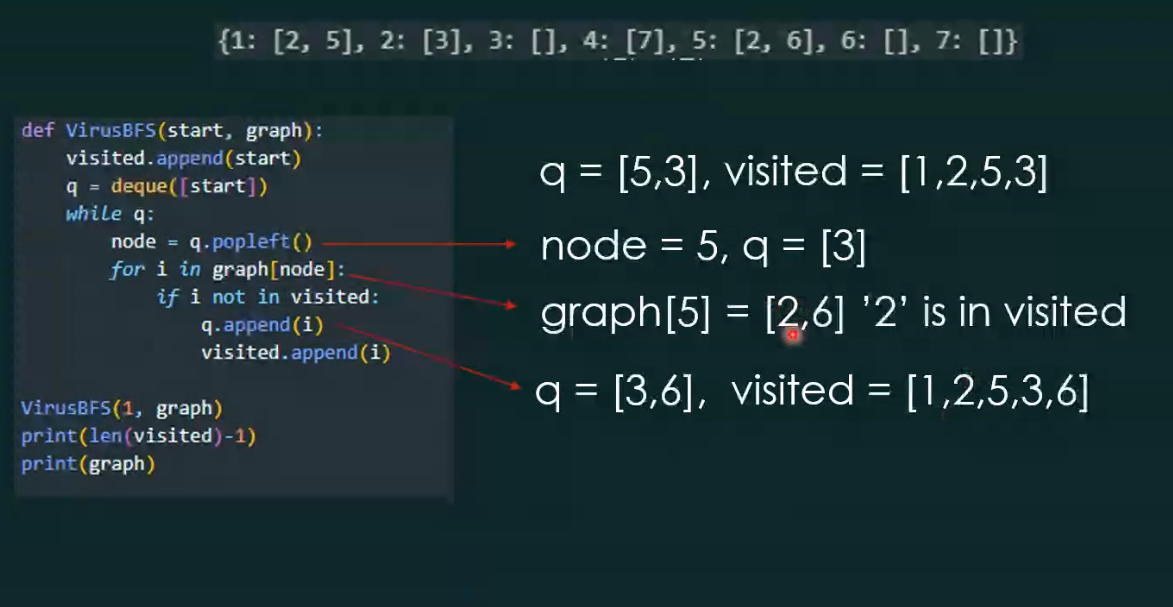 {1: [2, 5], 2: [3], 3: [], 4: [7], 5: [2, 6], 6: [], 7: []}
def VirusBFS(start, graph):
    visited.append(start)
    q = deque([start])
    while q:
        node = q.popleft()
        for i in graph[node]:
            if i not in visited:
                q.append(i)
                visited.append(i)
VirusBFS(1, graph)
print(len(visited)-1)
print(graph)
q = [5,3], visited = [1,2,5,3]
node = 5, q = [3]
graph[5] = [2,6] ’2’ is in visited
q = [3,6], visited = [1,2,5,3,6]